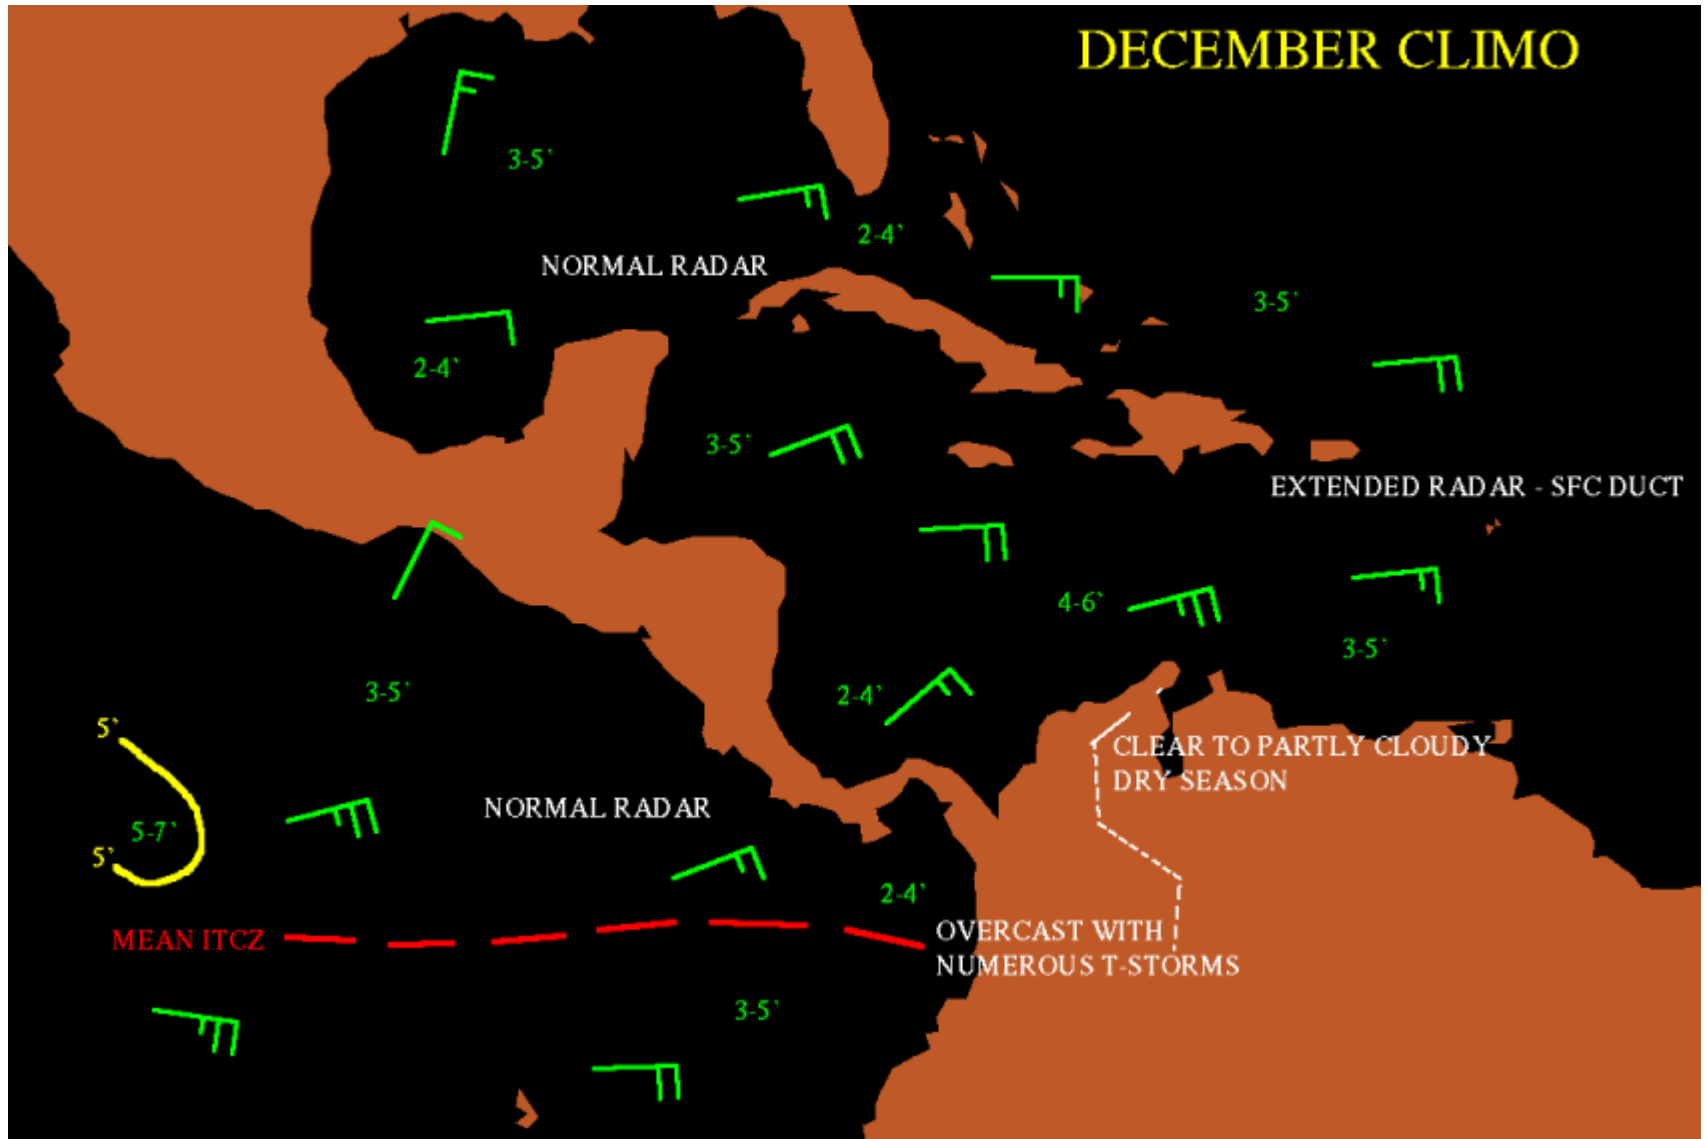 DECEMBER CLIMO
3-5'
2-4'
NORMAL RADAR
3-5'
2-4'
3-5'
EXTENDED RADAR - SFC DUCT
4-6'
3-5'
3-5'
2-4'
5'
CLEAR TO PARTLY CLOUDY
DRY SEASON
NORMAL RADAR
5-7'
5'
2-4'
MEAN ITCZ
OVERCAST WITH
NUMEROUS T-STORMS
3-5'